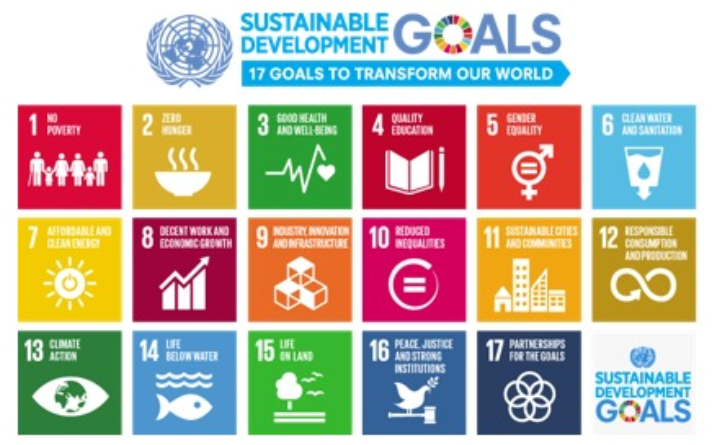 SUSTAINABLE
DEVELOPMENT
GOALS
17 GOALS TO TRANSFORM OUR WORLD
1 NO
POVERTY
2 ZERO
HUNGER
3 GOOD HEALTH
AND WELL-BEING
4 QUALITY
EDUCATION
5 GENDER
EQUALITY
6 CLEAN WATER
AND SANITATION
7 AFFORDABLE AND
CLEAN ENERGY
8 DECENT WORK AND
ECONOMIC GROWTH
9 INDUSTRY, INNOVATION
AND INFRASTRUCTURE
10 REDUCED
INEQUALITIES
11 SUSTAINABLE CITIES
AND COMMUNITIES
12 RESPONSIBLE
CONSUMPTION
AND PRODUCTION
13 CLIMATE
ACTION
14 LIFE
BELOW WATER
15 LIFE
ON LAND
16 PEACE, JUSTICE
AND STRONG
INSTITUTIONS
17 PARTNERSHIPS
FOR THE GOALS
SUSTAINABLE
DEVELOPMENT
GOALS